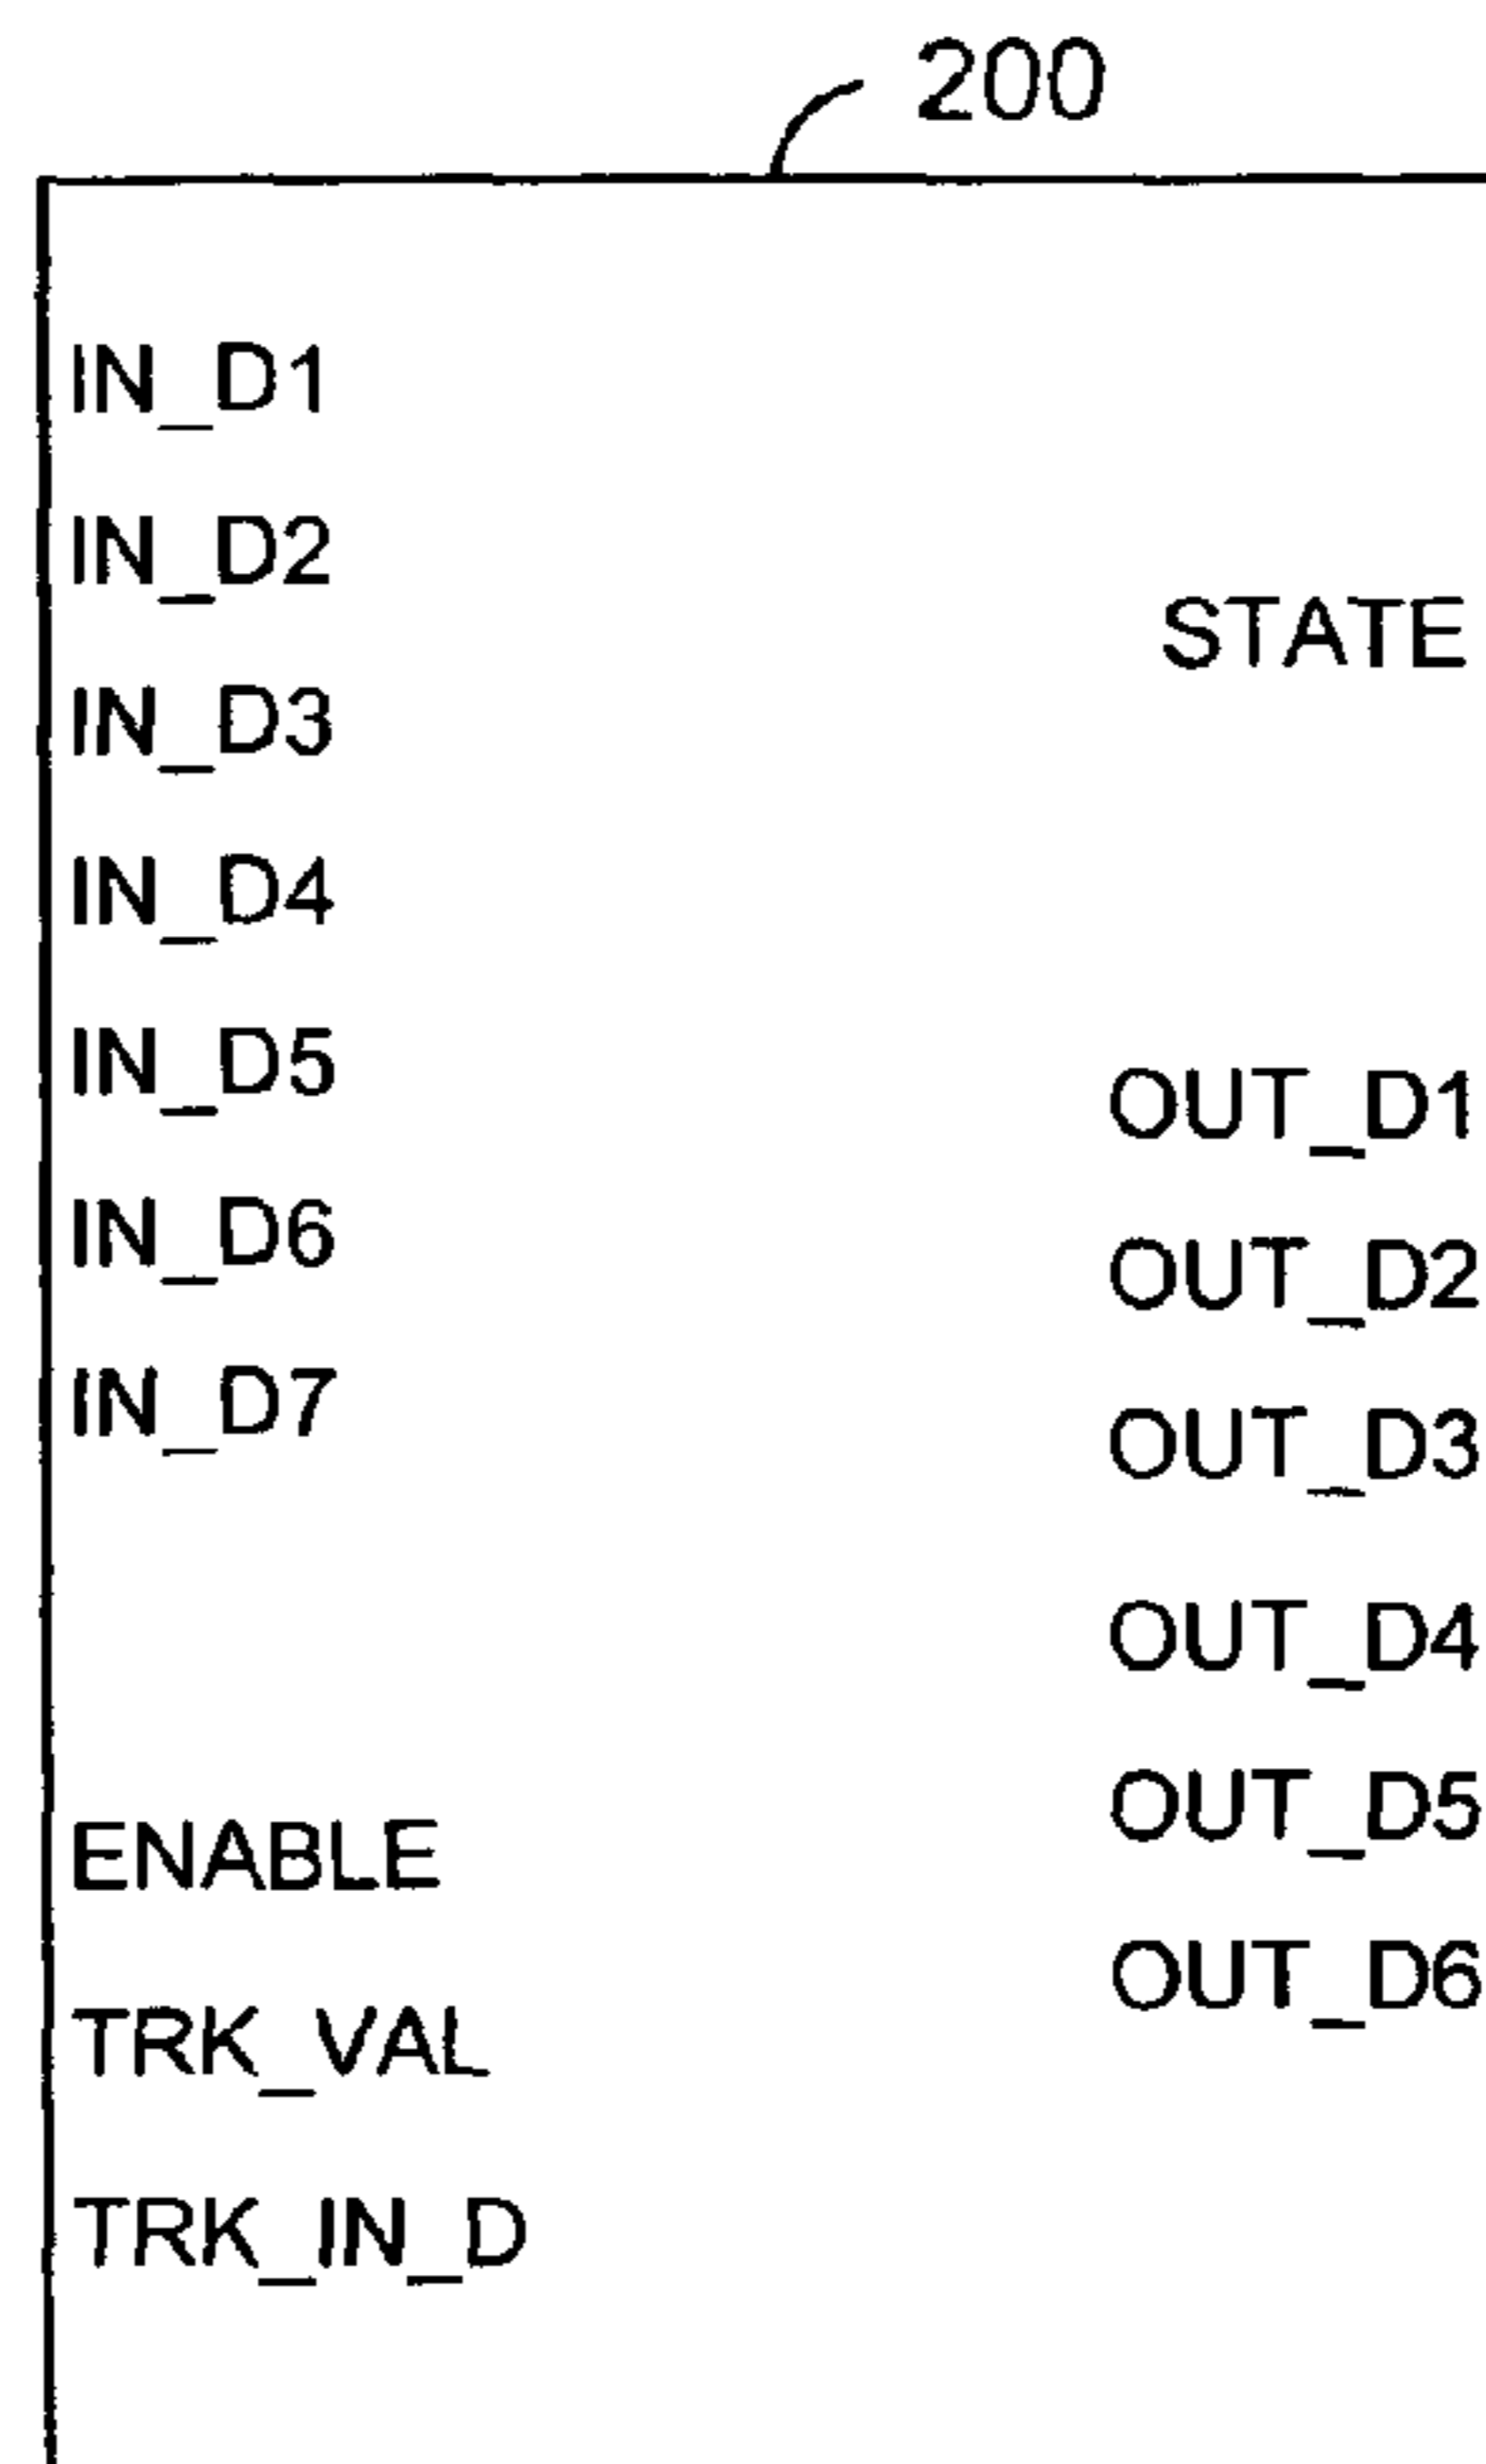 200
IN_D1
IN_D2
IN_D3
IN_D4
IN_D5
IN_D6
IN_D7
ENABLE
TRK_VAL
TRK_IN_D
STATE
OUT_D1
OUT_D2
OUT_D3
OUT_D4
OUT_D5
OUT_D6